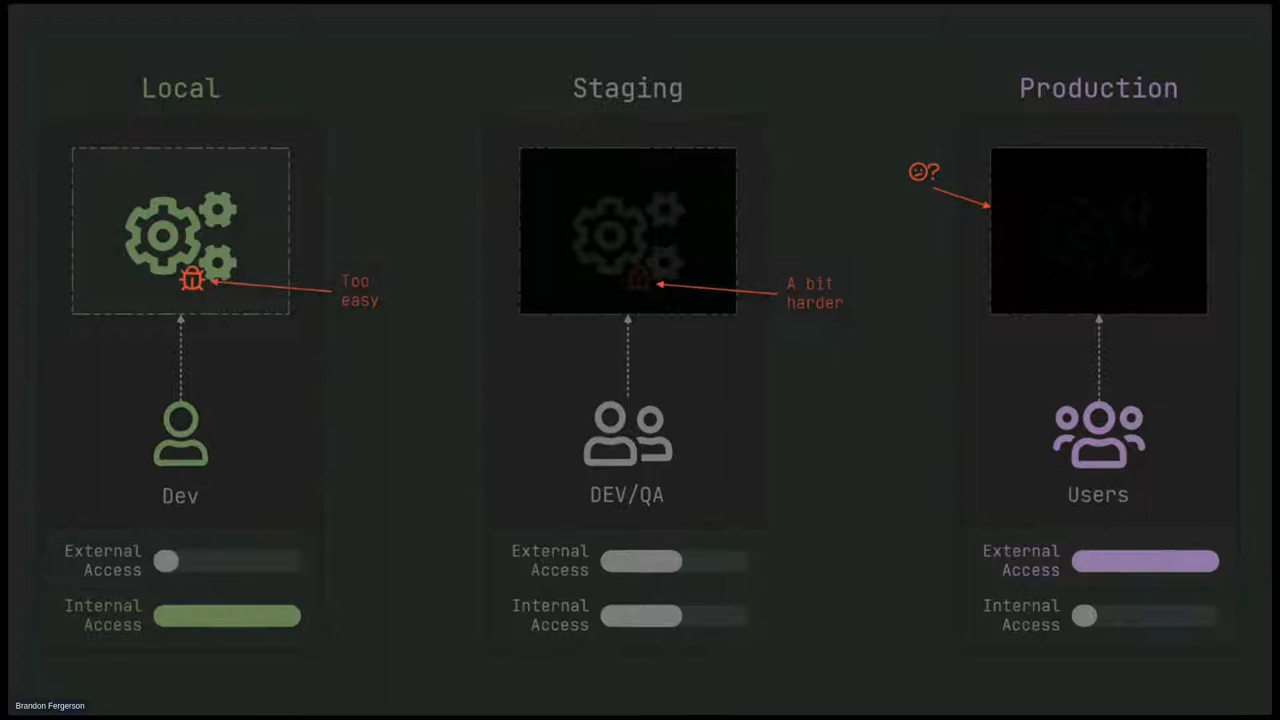 Local
Staging
Production
?
Too
easy
A bit
harder
Dev
DEV/QA
Users
External
Access
Internal
Access
External
Access
Internal
Access
External
Access
Internal
Access
Brandon Fergerson